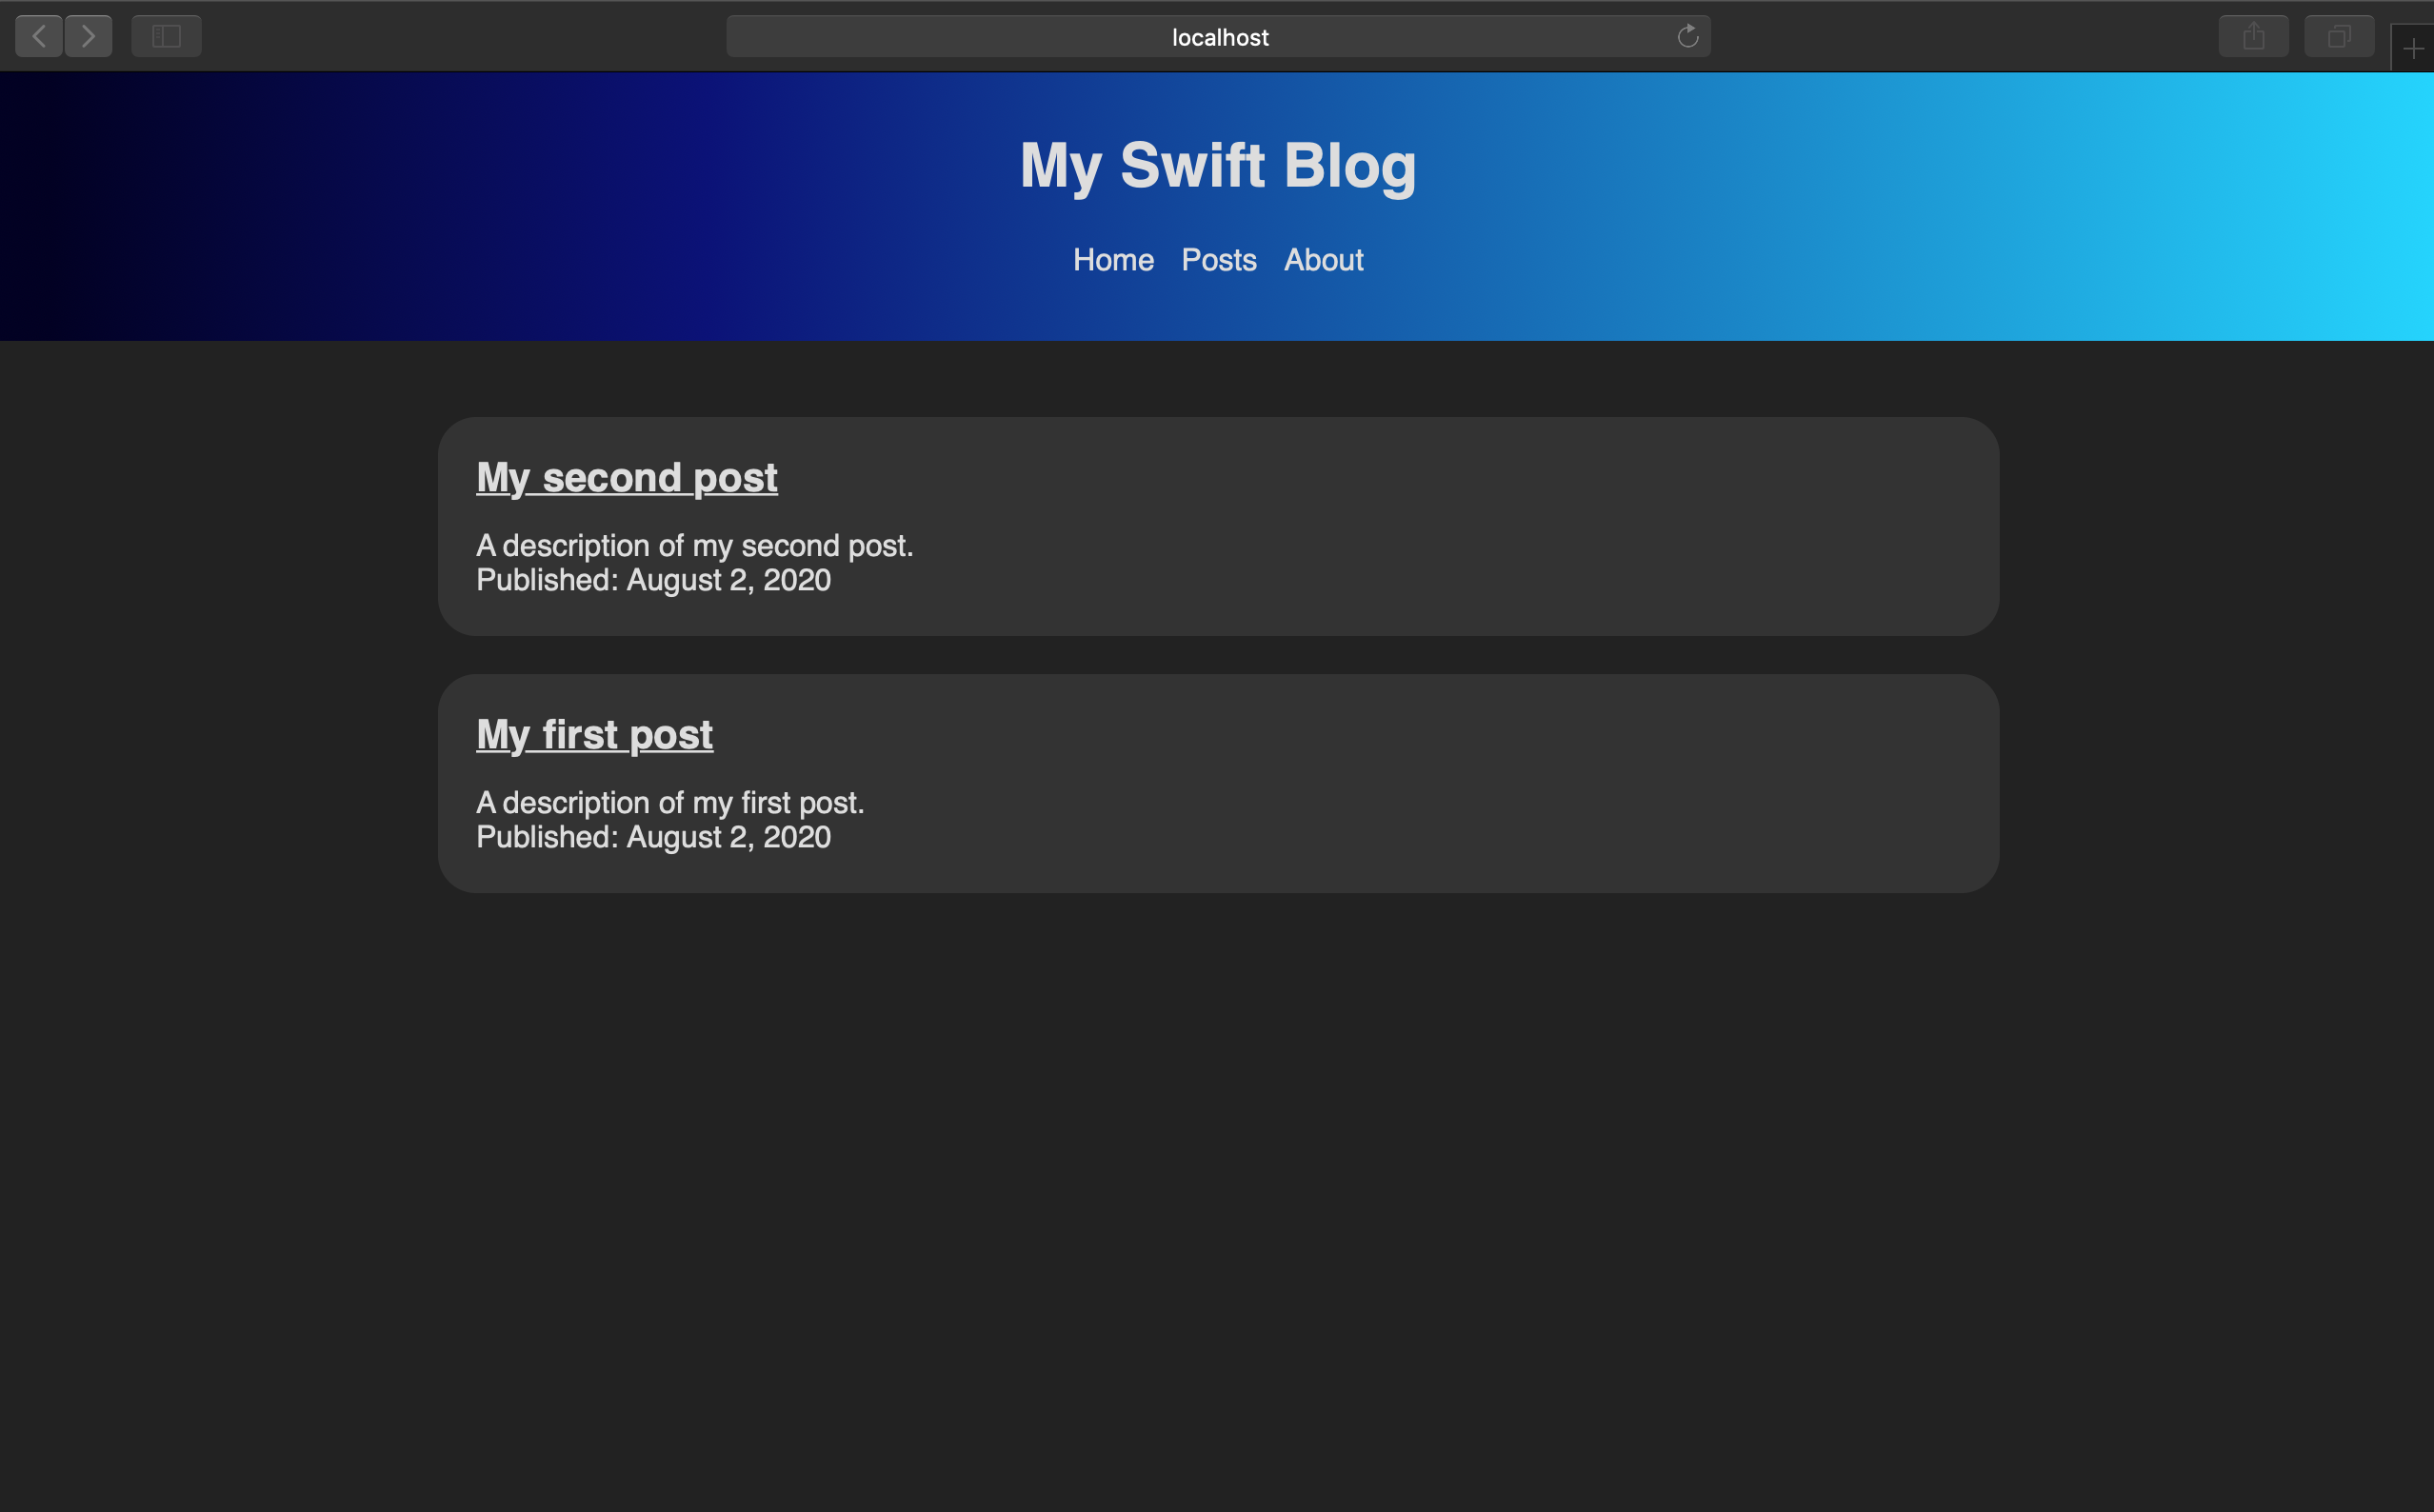 localhost
My Swift Blog
Home Posts About
My second post
A description of my second post.
Published: August 2, 2020
My first post
A description of my first post.
Published: August 2, 2020